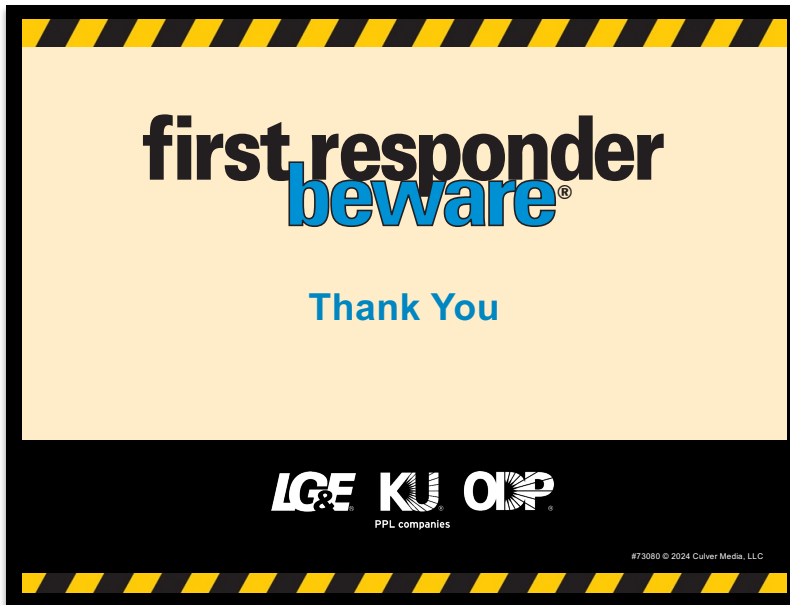 first responder
beware®
Thank You
LG&E® KU® ODP®
PPL companies
#73080 © 2024 Culver Media, LLC